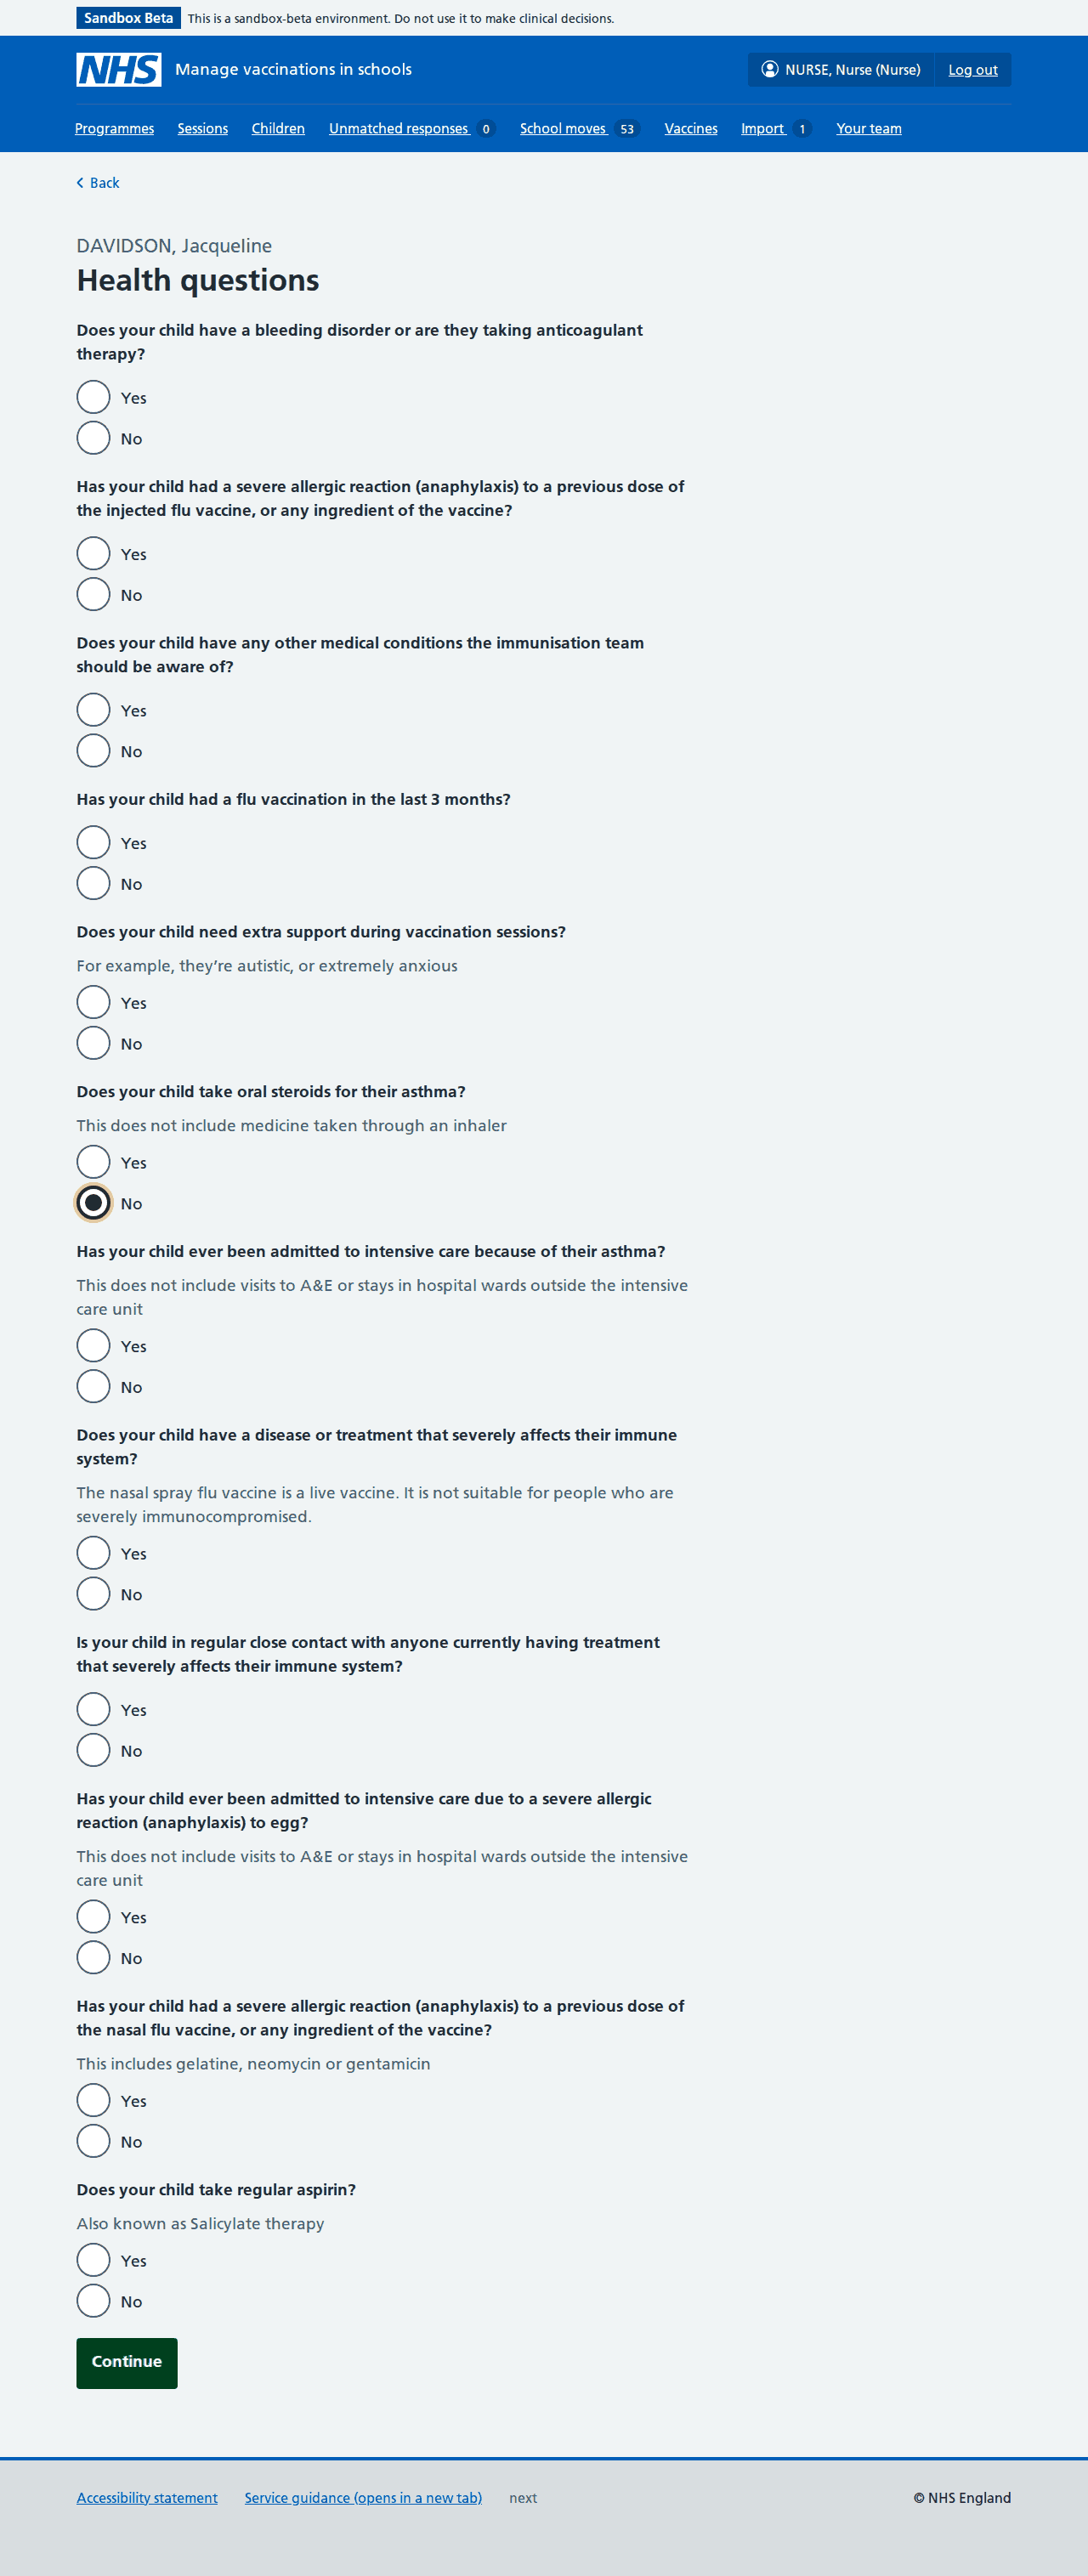 Sandbox Beta This is a sandbox-beta environment. Do not use it to make clinical decisions.
NHS Manage vaccinations in schools NURSE, Nurse (Nurse) Log out
Programmes Sessions Children Unmatched responses 0 School moves 53 Vaccines Import 1 Your team
Back
DAVIDSON, Jacqueline
Health questions
Does your child have a bleeding disorder or are they taking anticoagulant
therapy?
Yes
No
Has your child had a severe allergic reaction (anaphylaxis) to a previous dose of
the injected flu vaccine, or any ingredient of the vaccine?
Yes
No
Does your child have any other medical conditions the immunisation team
should be aware of?
Yes
No
Has your child had a flu vaccination in the last 3 months?
Yes
No
Does your child need extra support during vaccination sessions?
For example, they’re autistic, or extremely anxious
Yes
No
Does your child take oral steroids for their asthma?
This does not include medicine taken through an inhaler
Yes
No
Has your child ever been admitted to intensive care because of their asthma?
This does not include visits to A&E or stays in hospital wards outside the intensive
care unit
Yes
No
Does your child have a disease or treatment that severely affects their immune
system?
The nasal spray flu vaccine is a live vaccine. It is not suitable for people who are
severely immunocompromised.
Yes
No
Is your child in regular close contact with anyone currently having treatment
that severely affects their immune system?
Yes
No
Has your child ever been admitted to intensive care due to a severe allergic
reaction (anaphylaxis) to egg?
This does not include visits to A&E or stays in hospital wards outside the intensive
care unit
Yes
No
Has your child had a severe allergic reaction (anaphylaxis) to a previous dose of
the nasal flu vaccine, or any ingredient of the vaccine?
This includes gelatine, neomycin or gentamicin
Yes
No
Does your child take regular aspirin?
Also known as Salicylate therapy
Yes
No
Continue
Accessibility statement Service guidance (opens in a new tab) next © NHS England